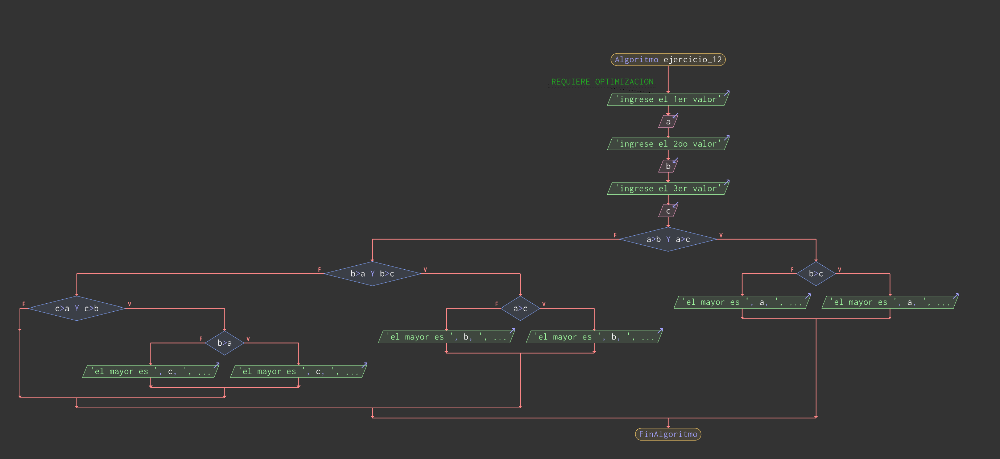 Algoritmo ejercicio_12
REQUIERE OPTIMIZACION
'ingrese el 1er valor'
a
'ingrese el 2do valor'
b
'ingrese el 3er valor'
c
F a>b Y a>c V
F b>a Y b>c V
F b>c V
F c>a Y c>b V
F a>c V
'el mayor es ', a, ', ...
'el mayor es ', a, ', ...
F b>a V
'el mayor es ', b, ', ...
'el mayor es ', b, ', ...
'el mayor es ', c, ', ...
'el mayor es ', c, ', ...
FinAlgoritmo